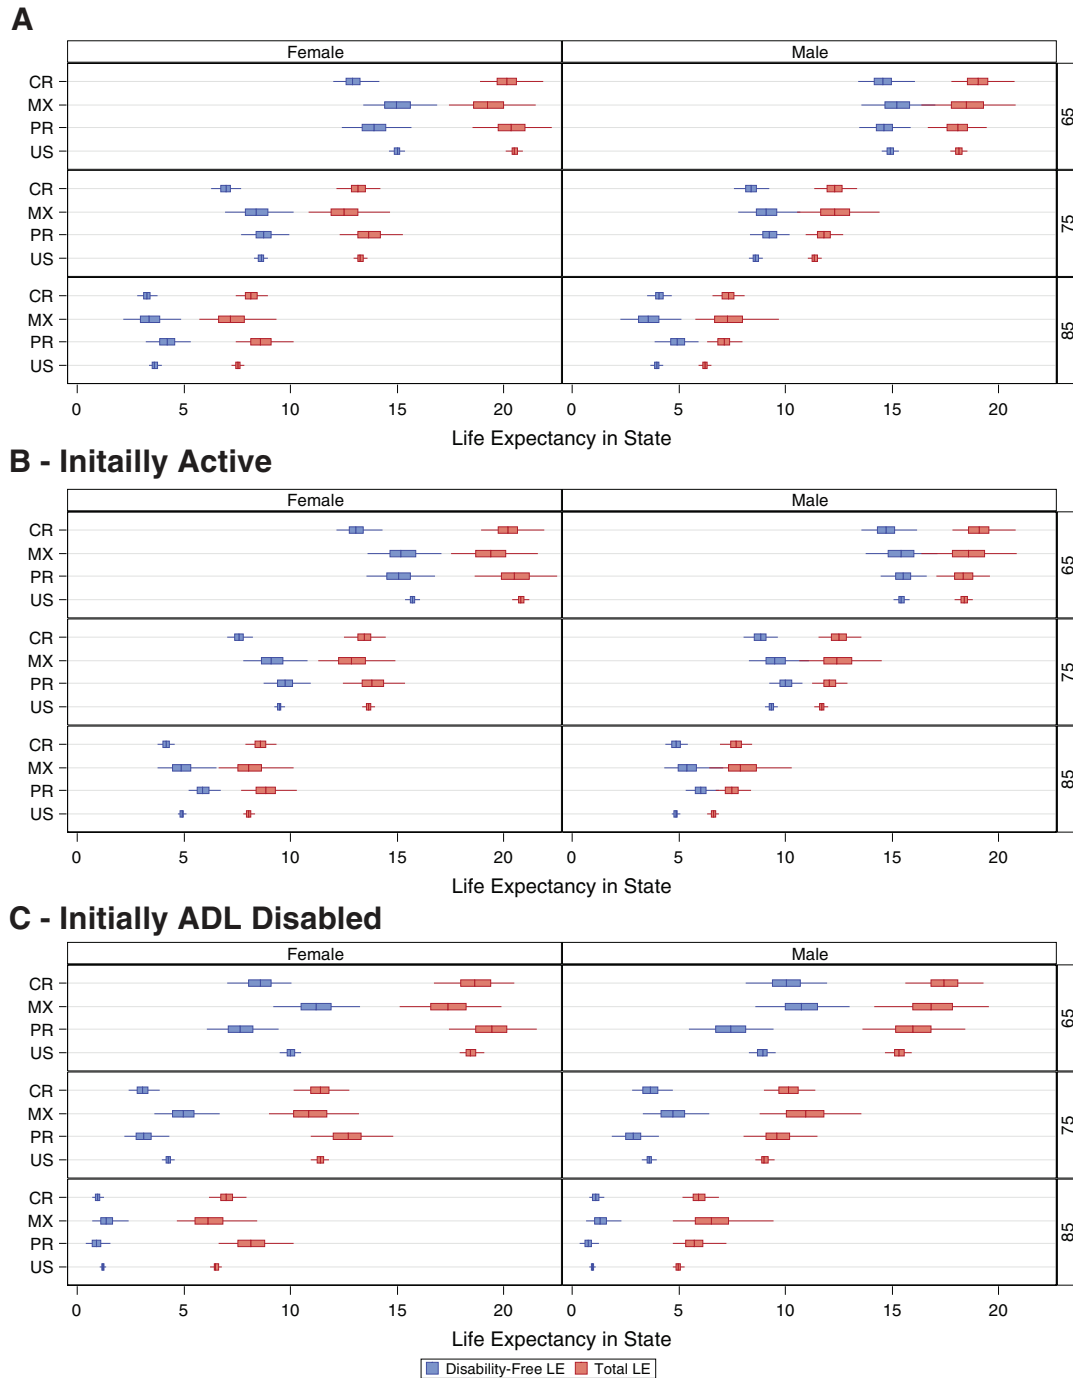 A
Female Male
CR
MX
PR
US
65
CR
MX
PR
US
75
CR
MX
PR
US
85
0 5 10 15 20 0 5 10 15 20
Life Expectancy in State
B - Initailly Active
Female Male
CR
MX
PR
US
65
CR
MX
PR
US
75
CR
MX
PR
US
85
0 5 10 15 20 0 5 10 15 20
Life Expectancy in State
C - Initially ADL Disabled
Female Male
CR
MX
PR
US
65
CR
MX
PR
US
75
CR
MX
PR
US
85
0 5 10 15 20 0 5 10 15 20
Life Expectancy in State
Disability-Free LE Total LE